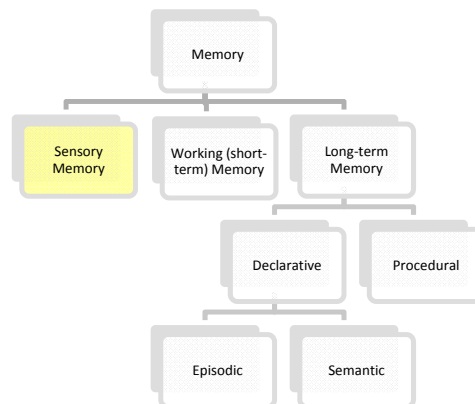 Memory
Sensory
Memory
Working (short-
term) Memory
Long-term
Memory
Declarative
Procedural
Episodic
Semantic